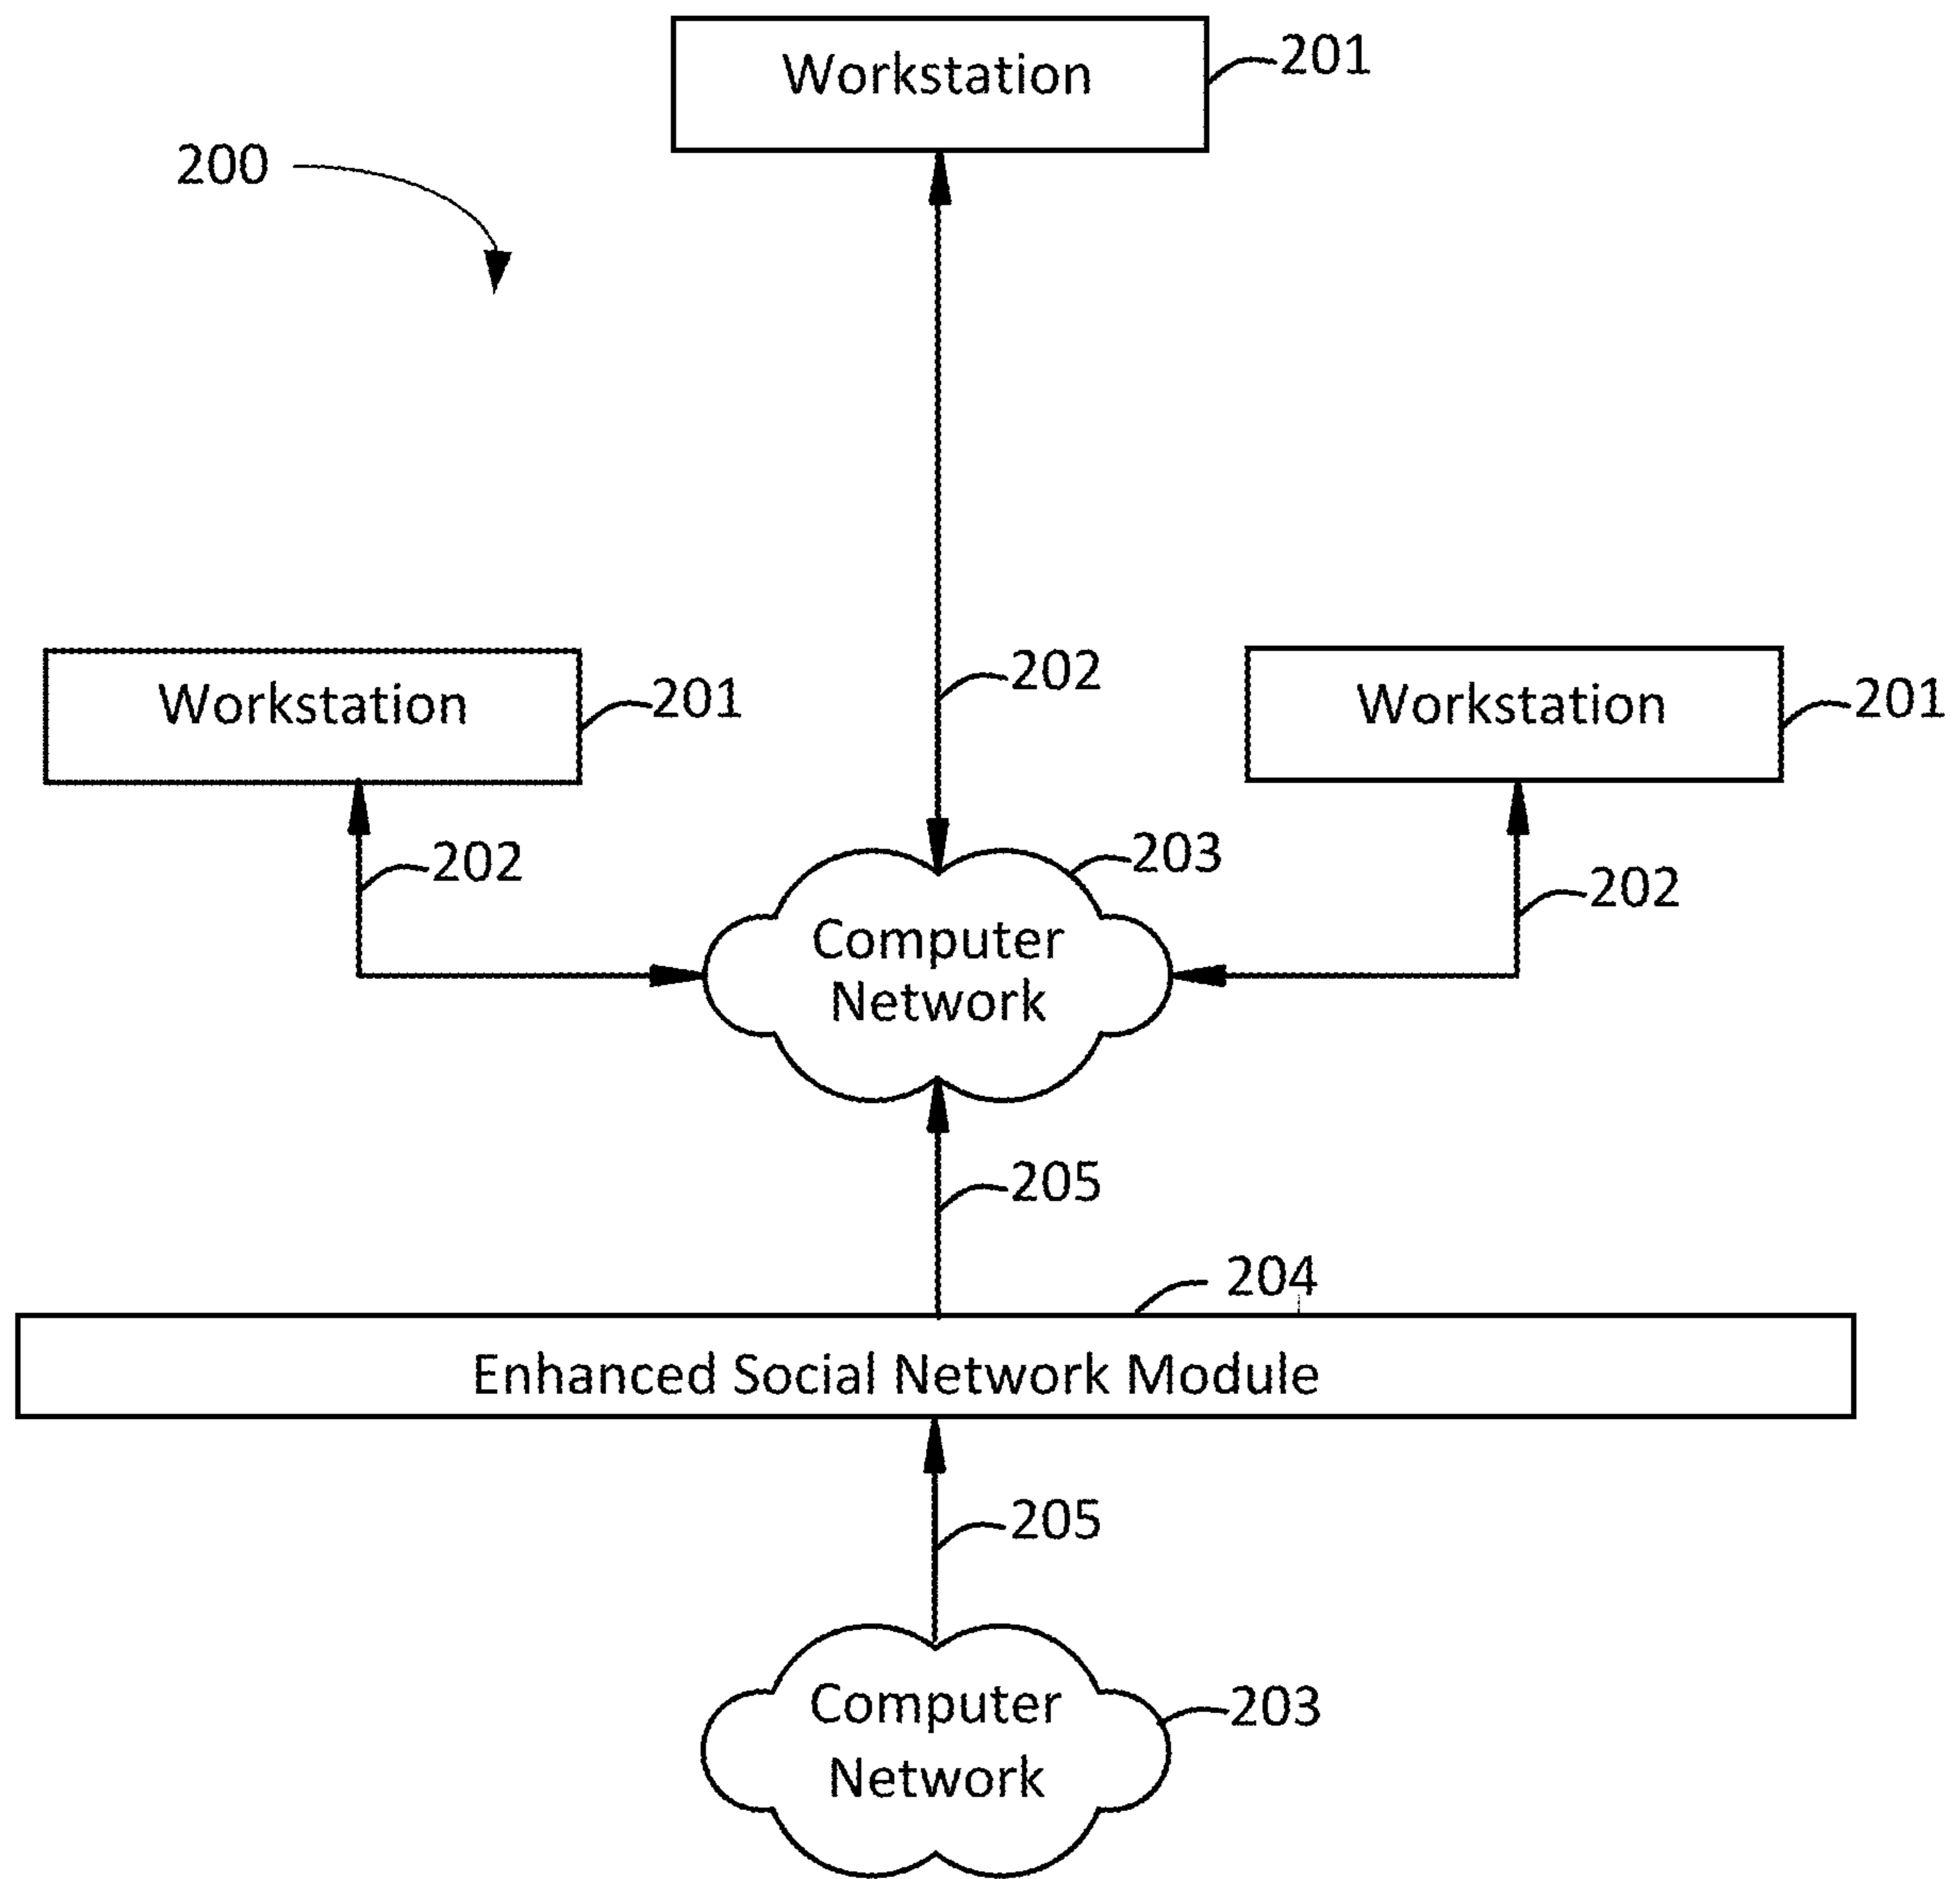 Workstation
201
200
202
Workstation
201
Workstation
201
202
203
202
Computer
Network
205
204
Enhanced Social Network Module
205
Computer
Network
203